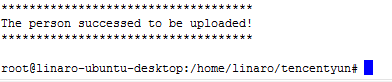 ***********************************
The person successed to be uploaded!
***********************************
root@linaro-ubuntu-desktop:/home/linaro/tencentyun#